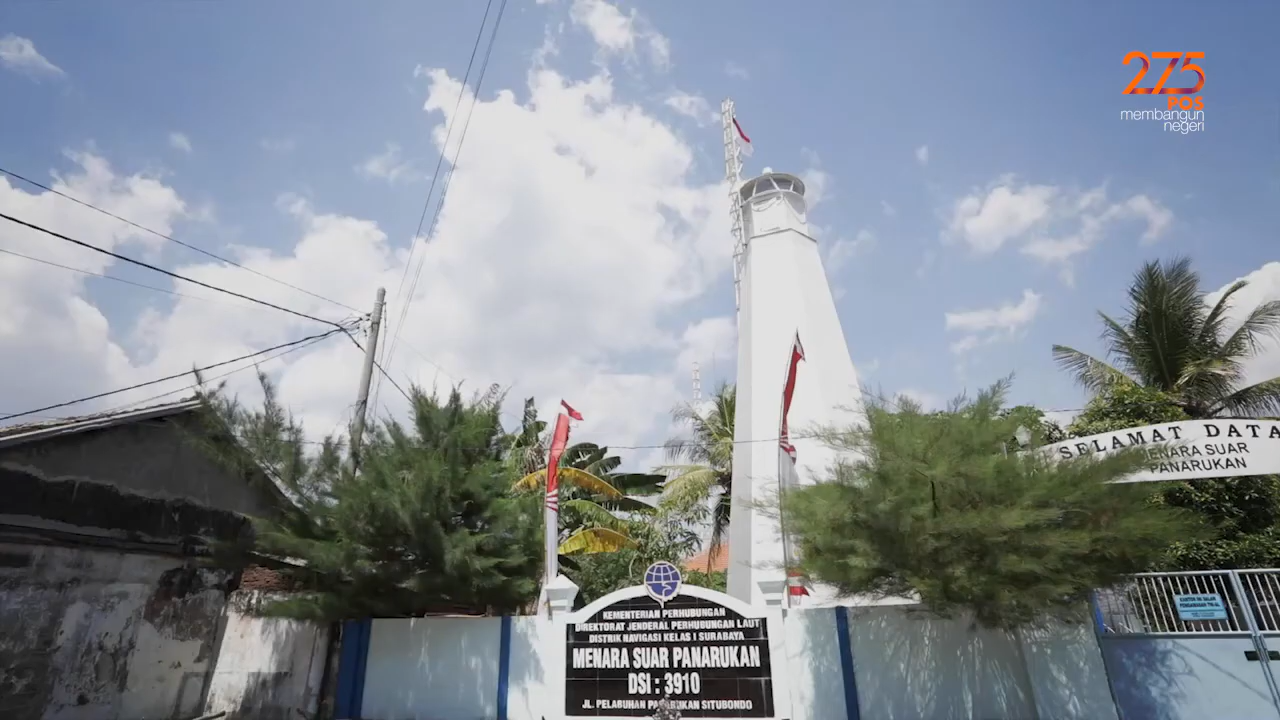 275
POS
membangun
negeri
SELAMAT DATA
MENARA SUAR
PANARUKAN
KEMENTERIAN PERHUBUNGAN
DIREKTORAT JENDERAL PERHUBUNGAN LAUT
DISTRIK NAVIGASI KELAS I SURABAYA
MENARA SUAR PANARUKAN
DSI : 3910
JL. PELABUHAN PANARUKAN SITUBONDO